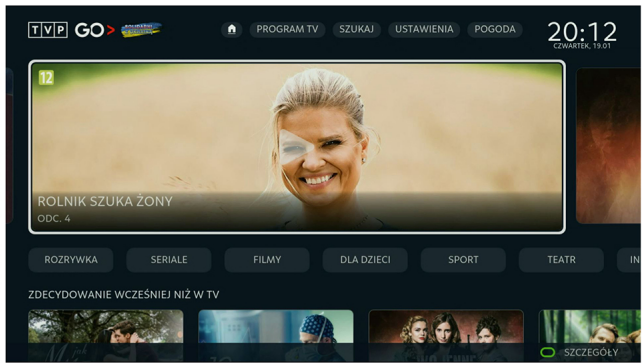 TVP GO>
PROGRAM TV
SZUKAJ
USTAWIENIA
POGODA
20:12
CZWARTEK, 19.01
12
ROLNIK SZUKA ŻONY
ODC. 4
ROZRYWKA
SERIALE
FILMY
DLA DZIECI
SPORT
TEATR
IN
ZDECYDOWANIE WCZEŚNIEJ NIŻ W TV
SZCZEGÓŁY